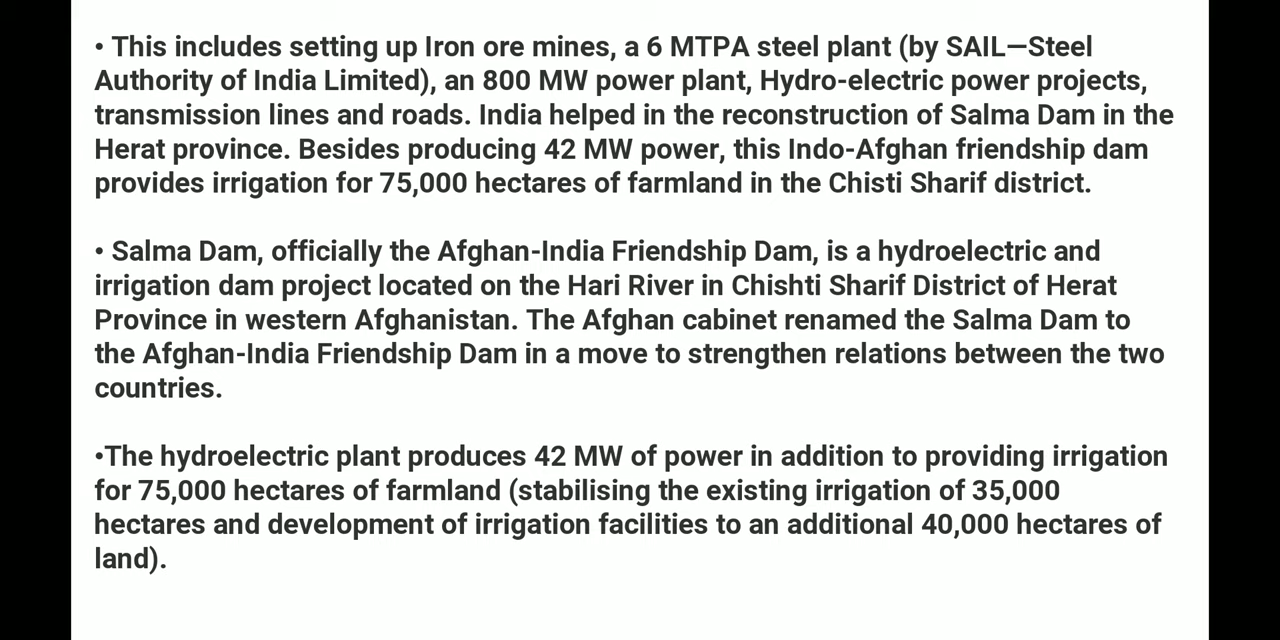 • This includes setting up Iron ore mines, a 6 MTPA steel plant (by SAIL—Steel
Authority of India Limited), an 800 MW power plant, Hydro-electric power projects,
transmission lines and roads. India helped in the reconstruction of Salma Dam in the
Herat province. Besides producing 42 MW power, this Indo-Afghan friendship dam
provides irrigation for 75,000 hectares of farmland in the Chisti Sharif district.
• Salma Dam, officially the Afghan-India Friendship Dam, is a hydroelectric and
irrigation dam project located on the Hari River in Chishti Sharif District of Herat
Province in western Afghanistan. The Afghan cabinet renamed the Salma Dam to
the Afghan-India Friendship Dam in a move to strengthen relations between the two
countries.
•The hydroelectric plant produces 42 MW of power in addition to providing irrigation
for 75,000 hectares of farmland (stabilising the existing irrigation of 35,000
hectares and development of irrigation facilities to an additional 40,000 hectares of
land).